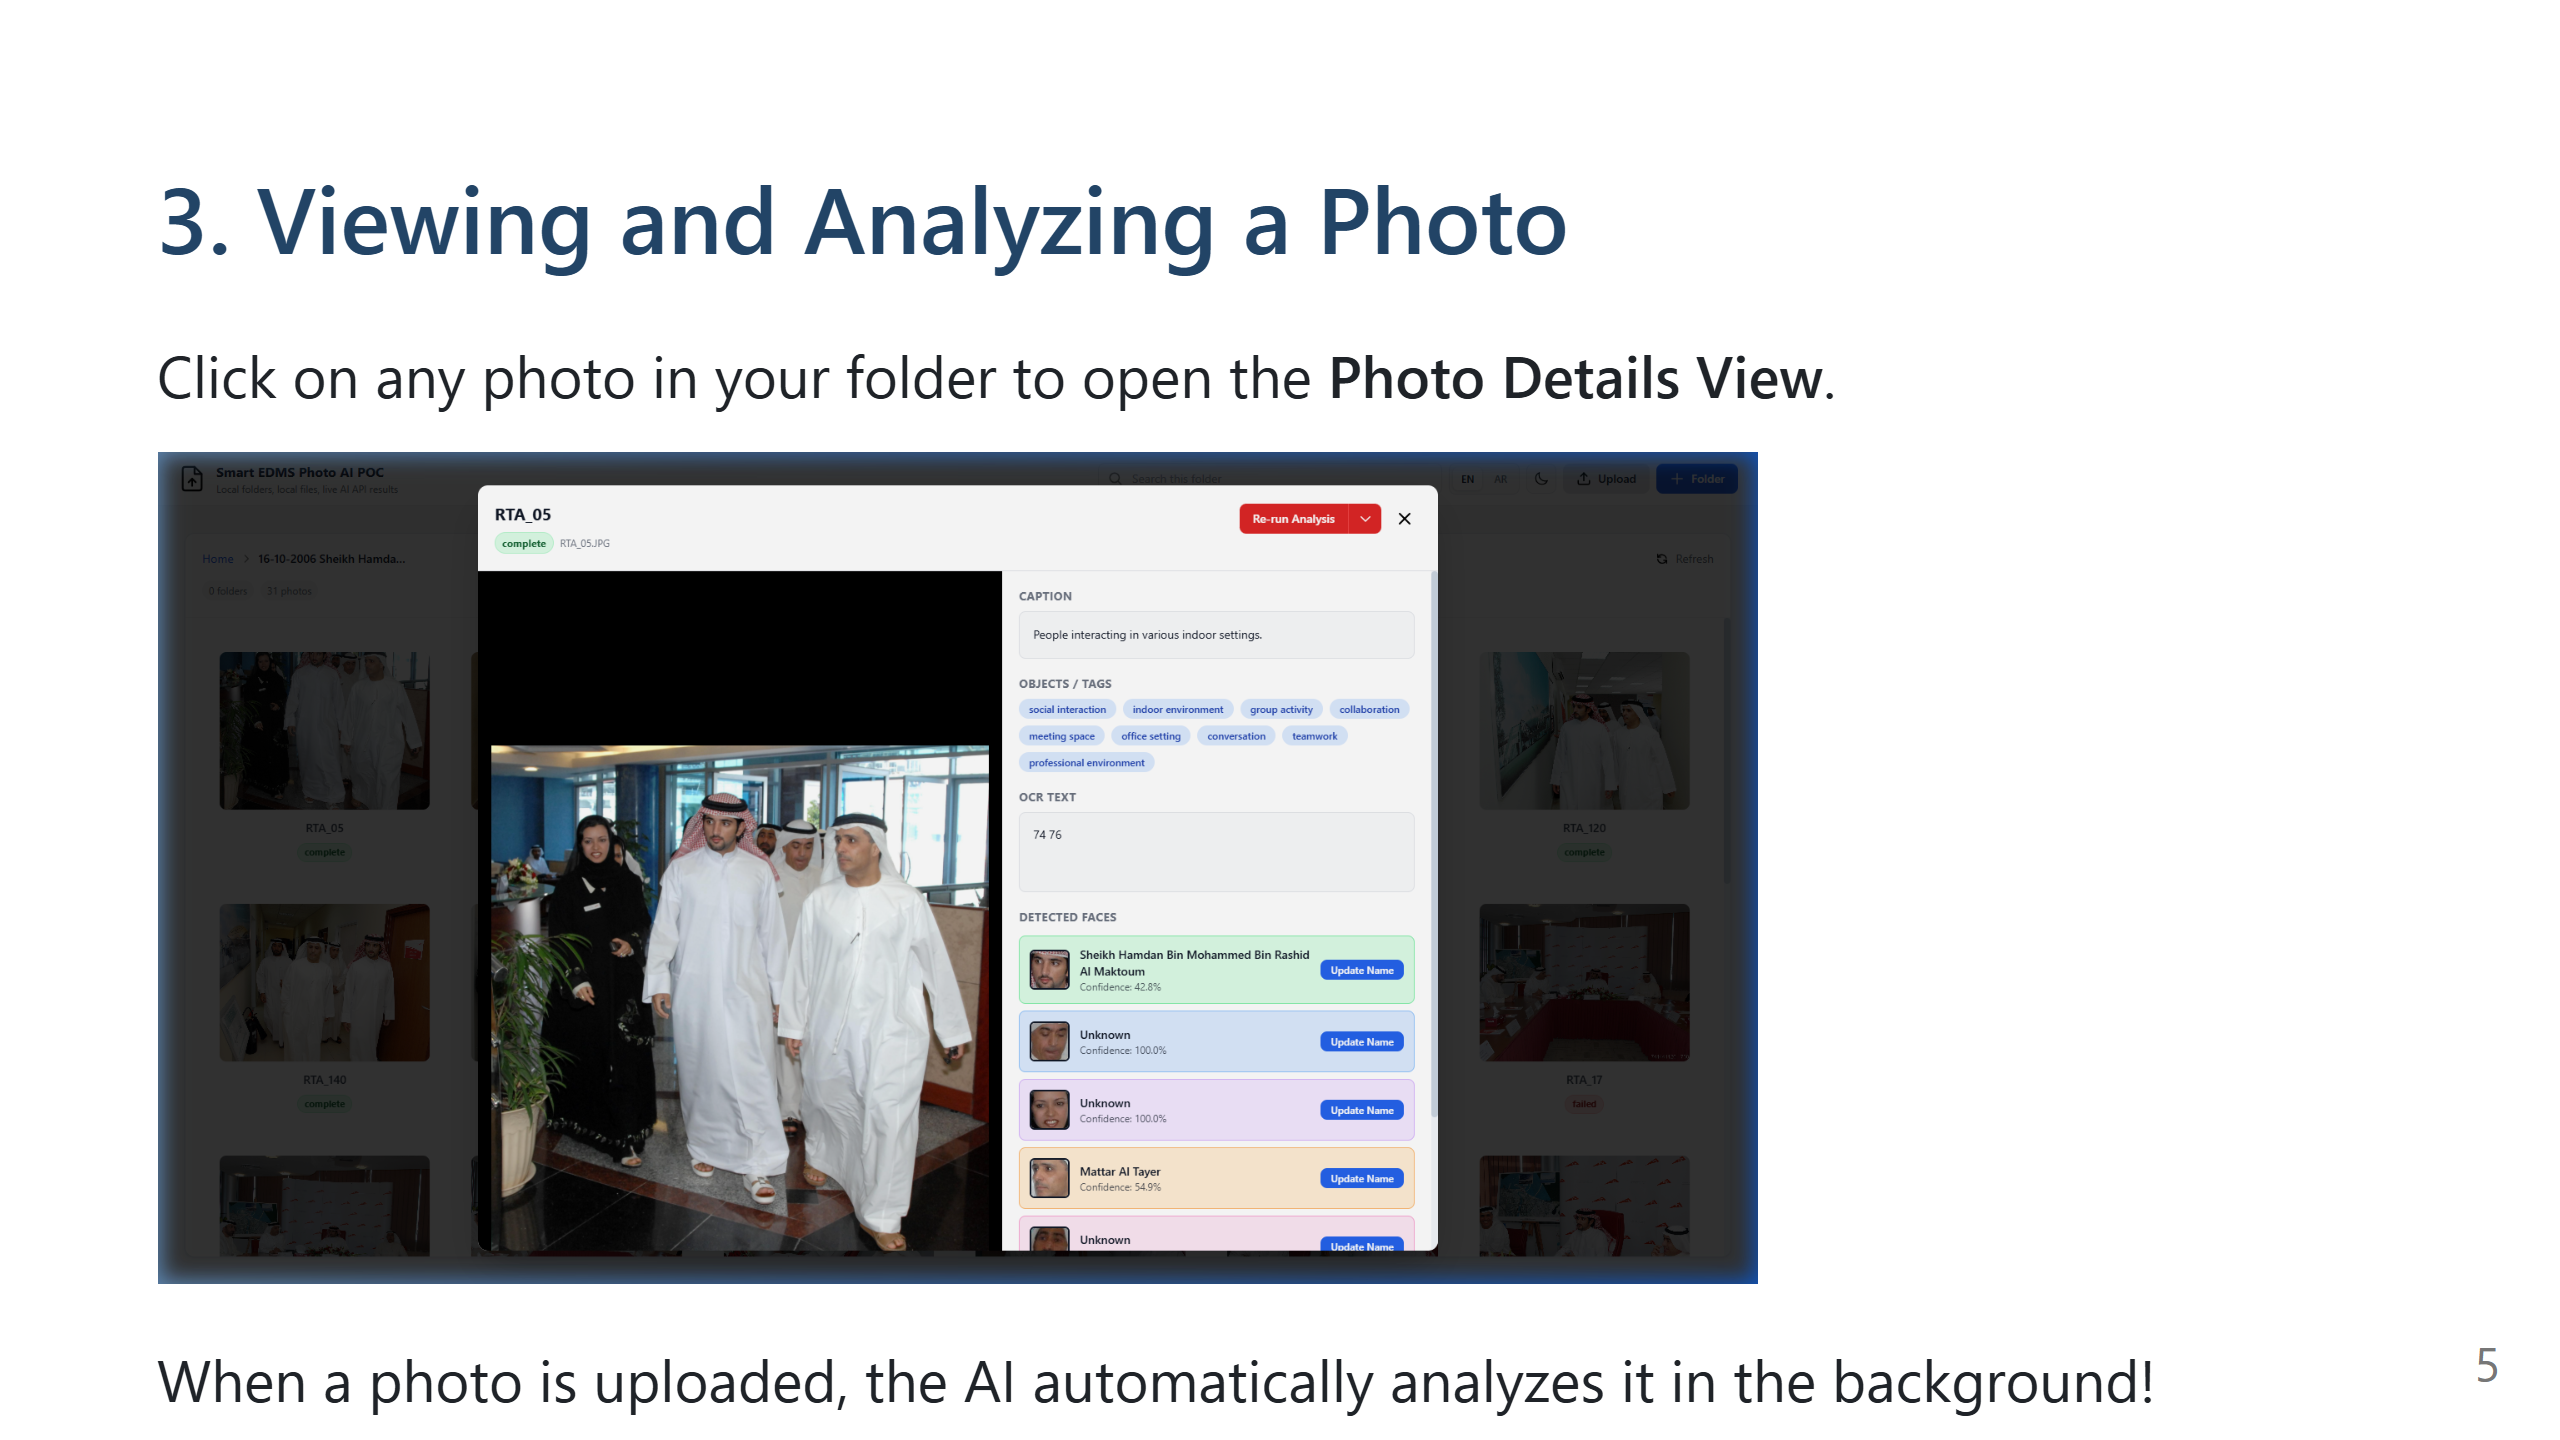 3. Viewing and Analyzing a Photo
Click on any photo in your folder to open the Photo Details View.
Smart EDMS Photo AI POC
Local folders, local files, live AI API results
Search this folder
EN AR
Upload
Folder
Home > 16-10-2006 Sheikh Hamda...
Refresh
0 folders 31 photos
RTA_05
complete
RTA_140
complete
RTA_120
complete
RTA_17
failed
RTA_05
complete RTA_05.JPG
Re-run Analysis
CAPTION
People interacting in various indoor settings.
OBJECTS / TAGS
social interaction indoor environment group activity collaboration
meeting space office setting conversation teamwork
professional environment
OCR TEXT
74 76
DETECTED FACES
Sheikh Hamdan Bin Mohammed Bin Rashid
Al Maktoum
Confidence: 42.8%
Update Name
Unknown
Confidence: 100.0%
Update Name
Unknown
Confidence: 100.0%
Update Name
Mattar Al Tayer
Confidence: 54.9%
Update Name
Unknown
Update Name
When a photo is uploaded, the AI automatically analyzes it in the background!
5